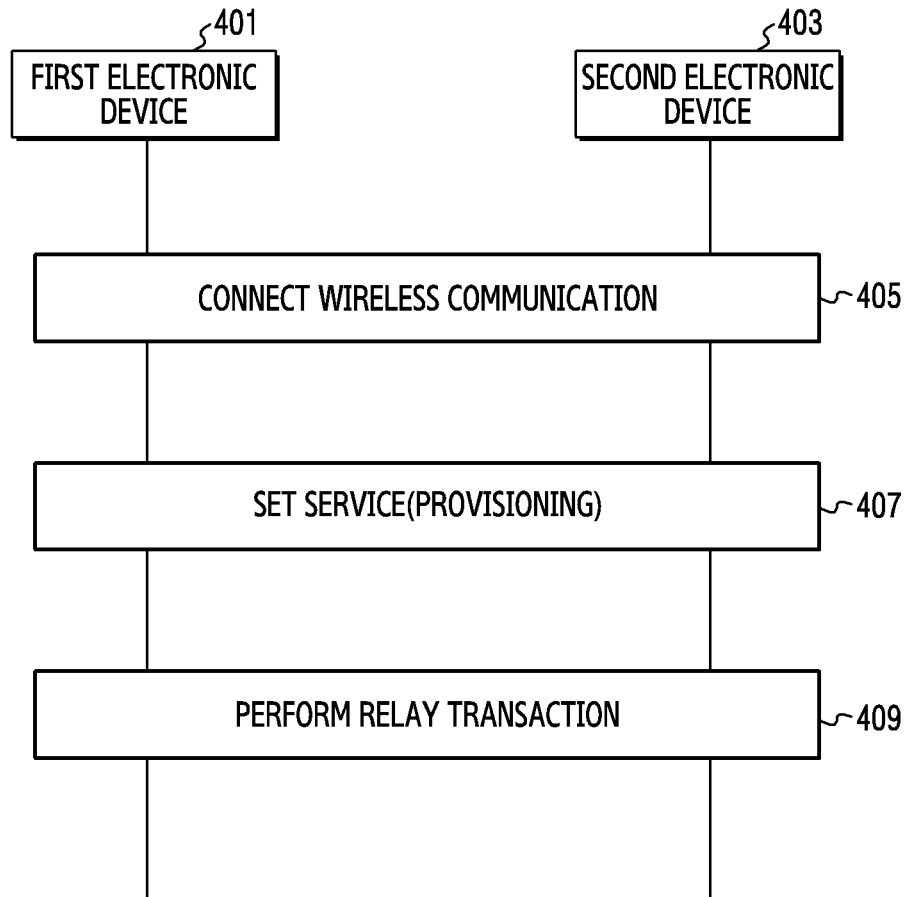 401
403
FIRST ELECTRONIC
DEVICE
SECOND ELECTRONIC
DEVICE
CONNECT WIRELESS COMMUNICATION
405
SET SERVICE(PROVISIONING)
407
PERFORM RELAY TRANSACTION
409